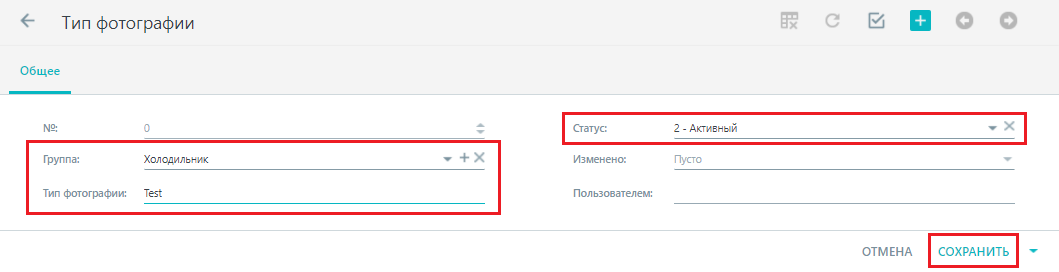 Тип фотографии
Общее
№: 0
Статус: 2 - Активный
Группа: Холодильник
Изменено: Пусто
Тип фотографии: Test
Пользователем:
ОТМЕНА СОХРАНИТЬ